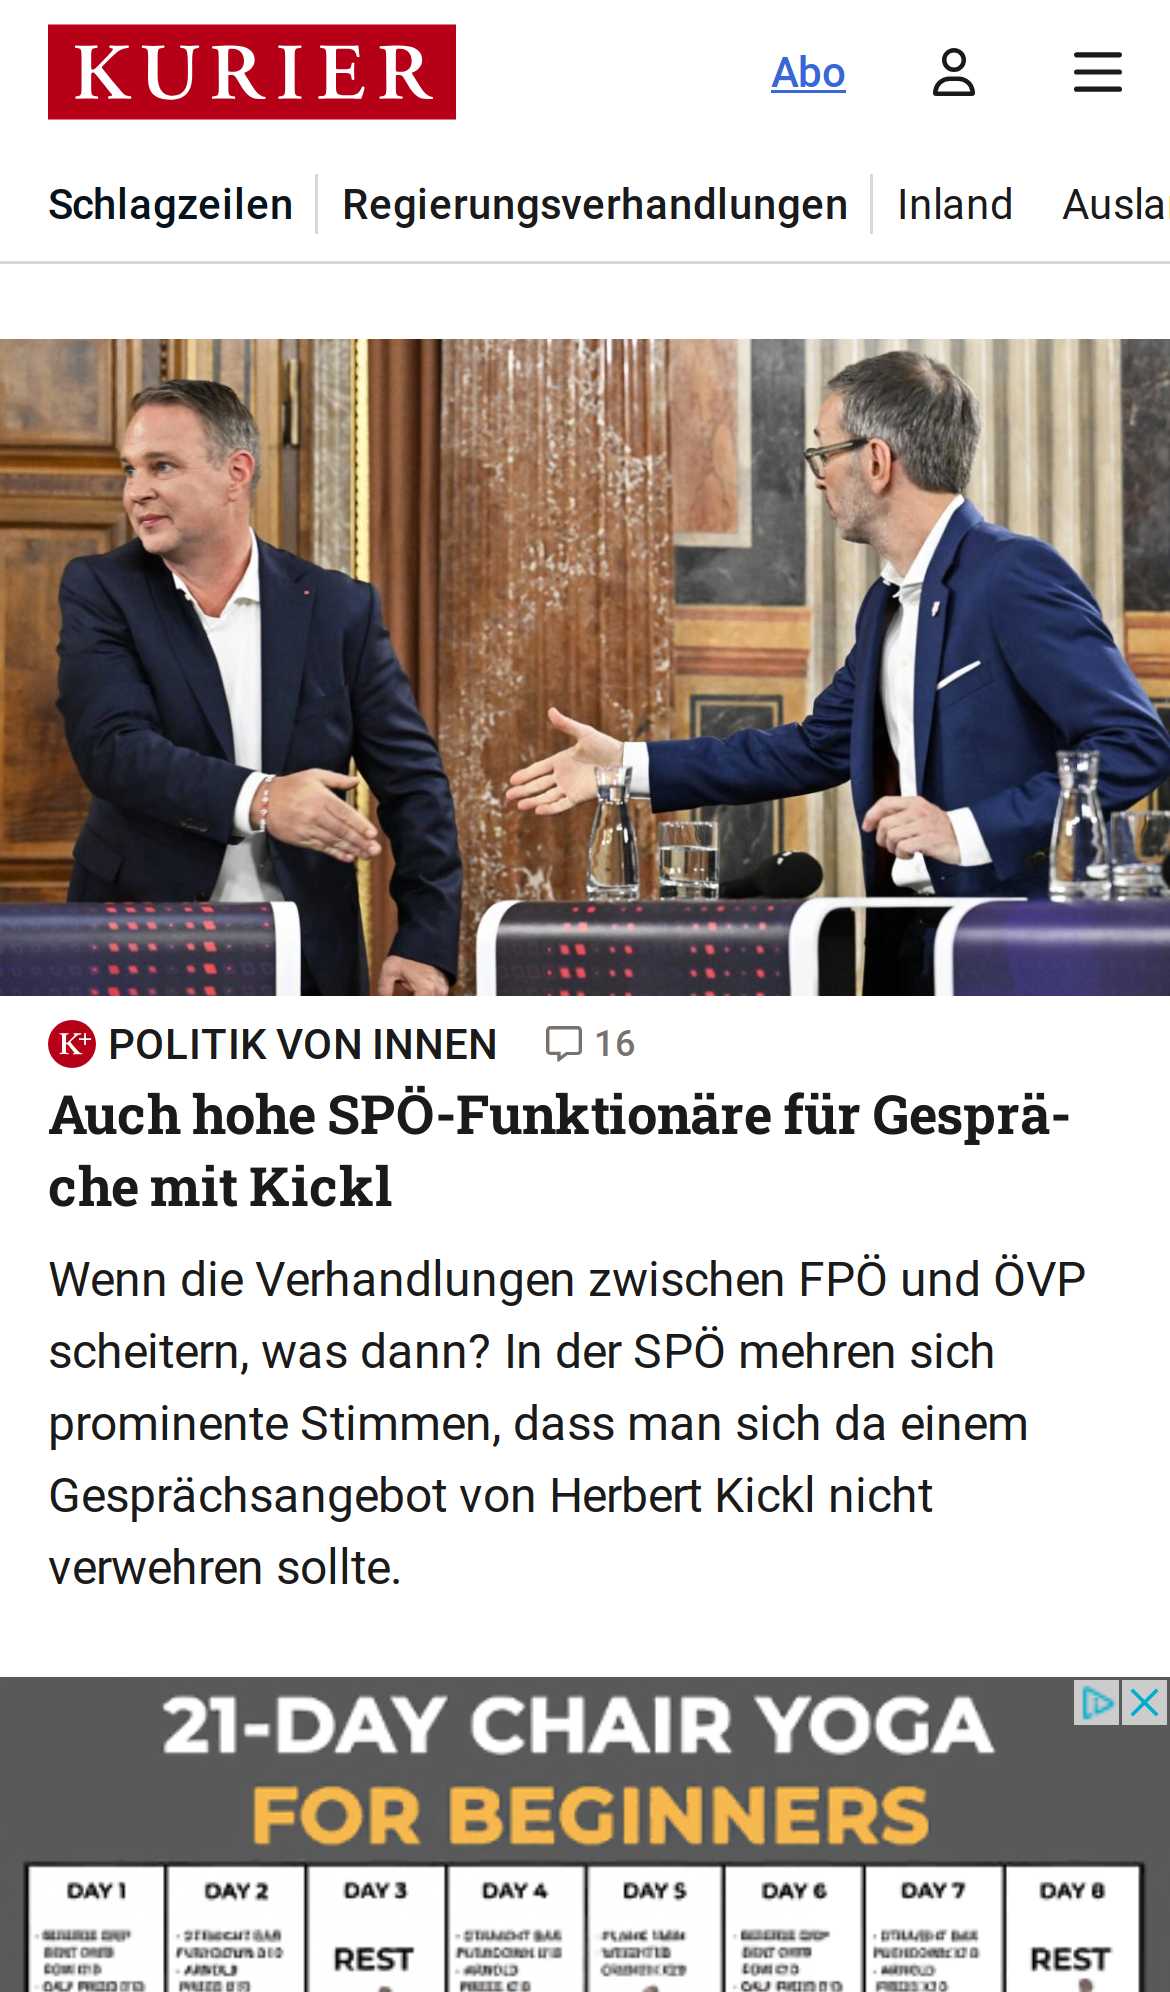 KURIER
Abo
Schlagzeilen
Regierungsverhandlungen
Inland
Ausla
K+ POLITIK VON INNEN 16
Auch hohe SPÖ-Funktionäre für Gesprä-
che mit Kickl
Wenn die Verhandlungen zwischen FPÖ und ÖVP
scheitern, was dann? In der SPÖ mehren sich
prominente Stimmen, dass man sich da einem
Gesprächsangebot von Herbert Kickl nicht
verwehren sollte.
21-DAY CHAIR YOGA
FOR BEGINNERS
DAY 1 DAY 2 DAY 3 DAY 4 DAY 5 DAY 6 DAY 7 DAY 8
REST REST